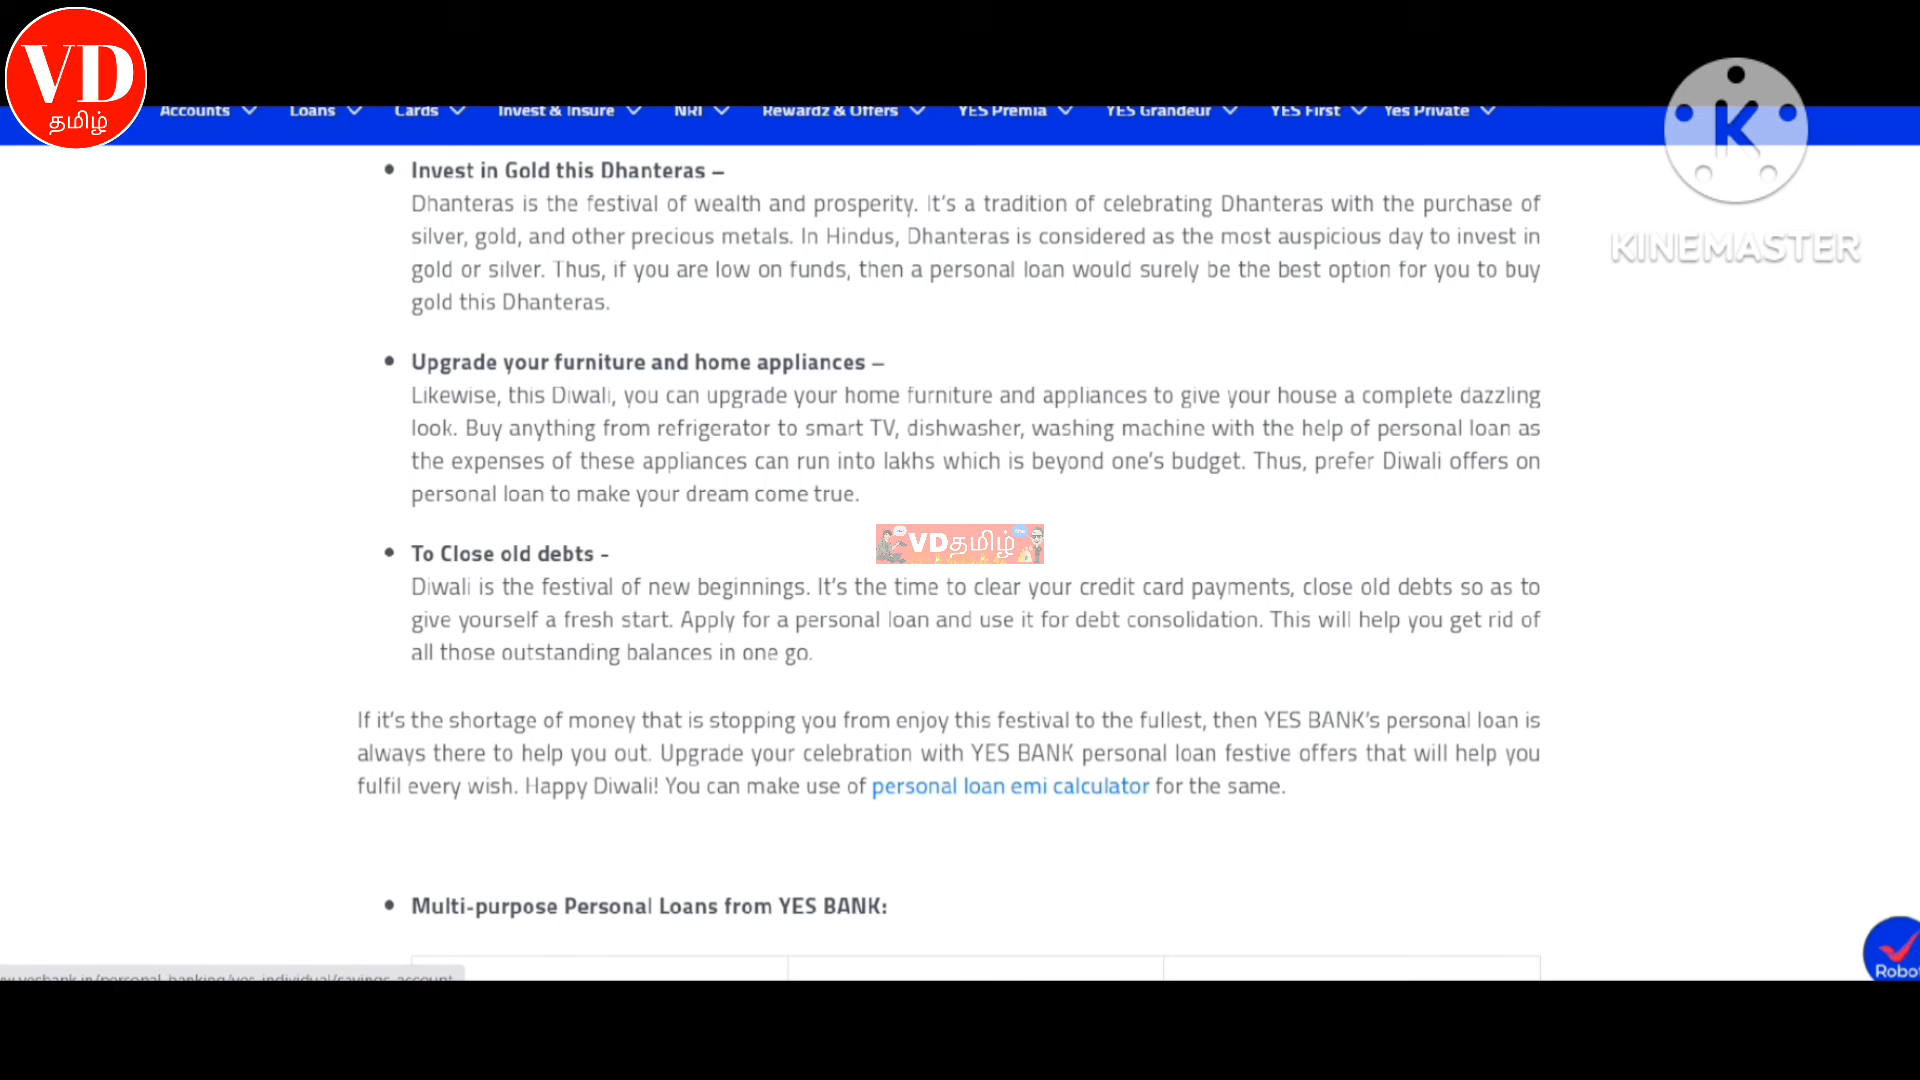 VD
தமிழ்
Accounts Loans Cards Invest & Insure NRI Rewardz & Offers YES Premia YES Grandeur YES First Yes Private
K
KINEMASTER
• Invest in Gold this Dhanteras –
Dhanteras is the festival of wealth and prosperity. It’s a tradition of celebrating Dhanteras with the purchase of
silver, gold, and other precious metals. In Hindus, Dhanteras is considered as the most auspicious day to invest in
gold or silver. Thus, if you are low on funds, then a personal loan would surely be the best option for you to buy
gold this Dhanteras.
• Upgrade your furniture and home appliances –
Likewise, this Diwali, you can upgrade your home furniture and appliances to give your house a complete dazzling
look. Buy anything from refrigerator to smart TV, dishwasher, washing machine with the help of personal loan as
the expenses of these appliances can run into lakhs which is beyond one’s budget. Thus, prefer Diwali offers on
personal loan to make your dream come true.
VDதமிழ்
• To Close old debts -
Diwali is the festival of new beginnings. It’s the time to clear your credit card payments, close old debts so as to
give yourself a fresh start. Apply for a personal loan and use it for debt consolidation. This will help you get rid of
all those outstanding balances in one go.
If it’s the shortage of money that is stopping you from enjoy this festival to the fullest, then YES BANK’s personal loan is
always there to help you out. Upgrade your celebration with YES BANK personal loan festive offers that will help you
fulfil every wish. Happy Diwali! You can make use of personal loan emi calculator for the same.
• Multi-purpose Personal Loans from YES BANK:
Robo